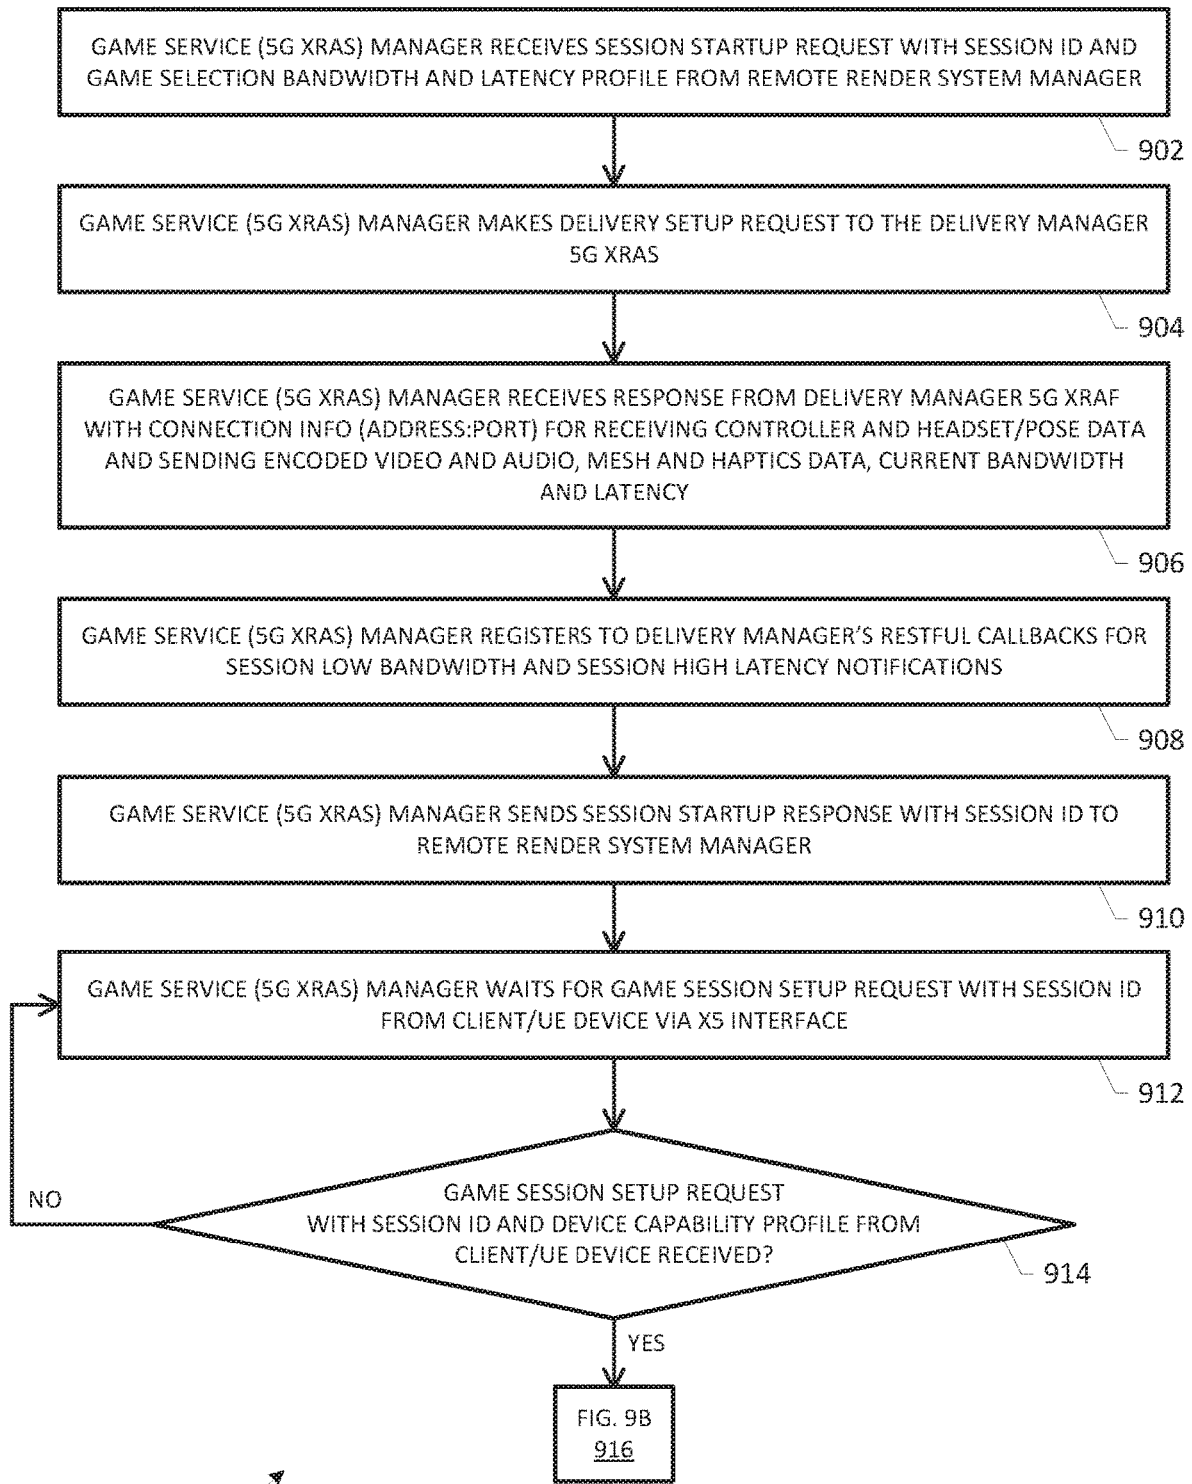 GAME SERVICE (5G XRAS) MANAGER RECEIVES SESSION STARTUP REQUEST WITH SESSION ID AND
GAME SELECTION BANDWIDTH AND LATENCY PROFILE FROM REMOTE RENDER SYSTEM MANAGER
902
GAME SERVICE (5G XRAS) MANAGER MAKES DELIVERY SETUP REQUEST TO THE DELIVERY MANAGER
5G XRAS
904
GAME SERVICE (5G XRAS) MANAGER RECEIVES RESPONSE FROM DELIVERY MANAGER 5G XRAF
WITH CONNECTION INFO (ADDRESS:PORT) FOR RECEIVING CONTROLLER AND HEADSET/POSE DATA
AND SENDING ENCODED VIDEO AND AUDIO, MESH AND HAPTICS DATA, CURRENT BANDWIDTH
AND LATENCY
906
GAME SERVICE (5G XRAS) MANAGER REGISTERS TO DELIVERY MANAGER'S RESTFUL CALLBACKS FOR
SESSION LOW BANDWIDTH AND SESSION HIGH LATENCY NOTIFICATIONS
908
GAME SERVICE (5G XRAS) MANAGER SENDS SESSION STARTUP RESPONSE WITH SESSION ID TO
REMOTE RENDER SYSTEM MANAGER
910
GAME SERVICE (5G XRAS) MANAGER WAITS FOR GAME SESSION SETUP REQUEST WITH SESSION ID
FROM CLIENT/UE DEVICE VIA X5 INTERFACE
912
GAME SESSION SETUP REQUEST
WITH SESSION ID AND DEVICE CAPABILITY PROFILE FROM
CLIENT/UE DEVICE RECEIVED?
914
NO
YES
FIG. 9B
916